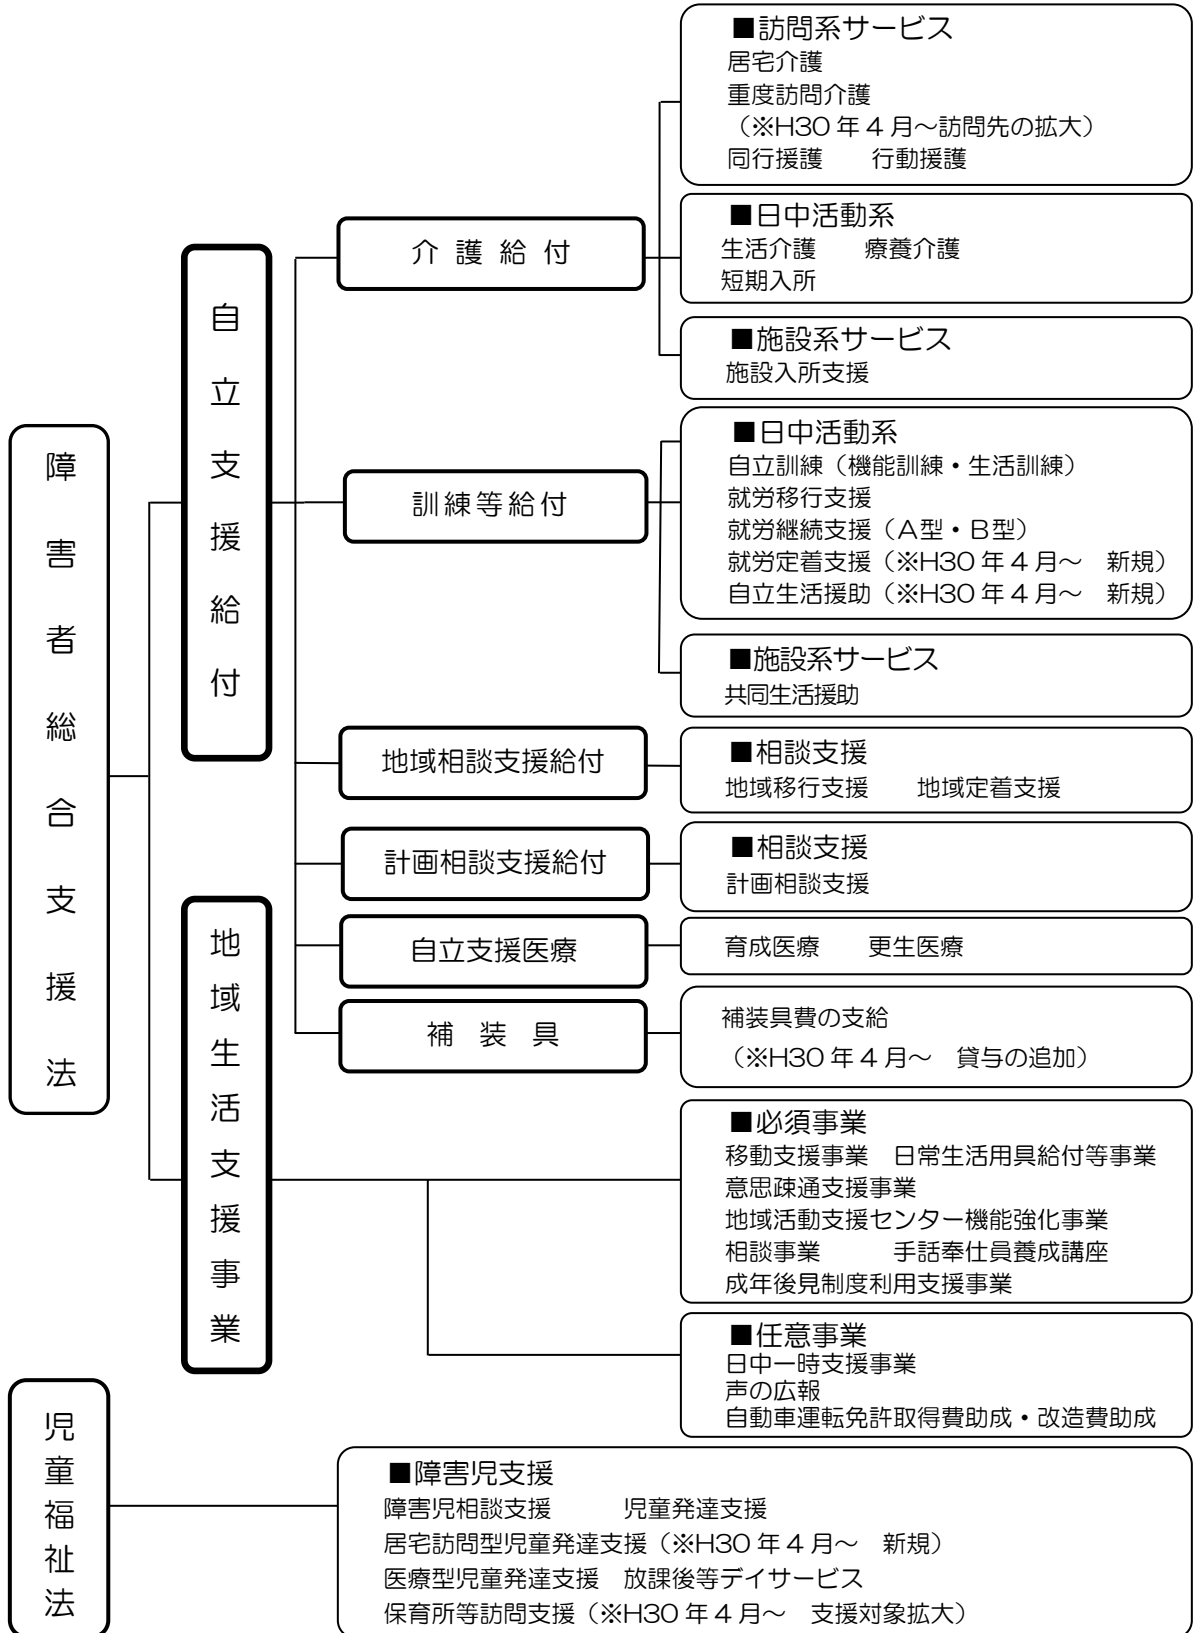 障害者総合支援法
自立支援給付
介護給付
■訪問系サービス
居宅介護
重度訪問介護
（※H30年4月～訪問先の拡大）
同行援護　　行動援護
■日中活動系
生活介護　　療養介護
短期入所
■施設系サービス
施設入所支援
訓練等給付
■日中活動系
自立訓練（機能訓練・生活訓練）
就労移行支援
就労継続支援（A型・B型）
就労定着支援（※H30年4月～　新規）
自立生活援助（※H30年4月～　新規）
■施設系サービス
共同生活援助
地域相談支援給付
■相談支援
地域移行支援　　地域定着支援
計画相談支援給付
■相談支援
計画相談支援
自立支援医療
育成医療　　更生医療
補装具
補装具費の支給
（※H30年4月～　貸与の追加）
地域生活支援事業
■必須事業
移動支援事業　日常生活用具給付等事業
意思疎通支援事業
地域活動支援センター機能強化事業
相談事業　　　手話奉仕員養成講座
成年後見制度利用支援事業
■任意事業
日中一時支援事業
声の広報
自動車運転免許取得費助成・改造費助成
児童福祉法
■障害児支援
障害児相談支援　　　児童発達支援
居宅訪問型児童発達支援（※H30年4月～　新規）
医療型児童発達支援　放課後等デイサービス
保育所等訪問支援（※H30年4月～　支援対象拡大）